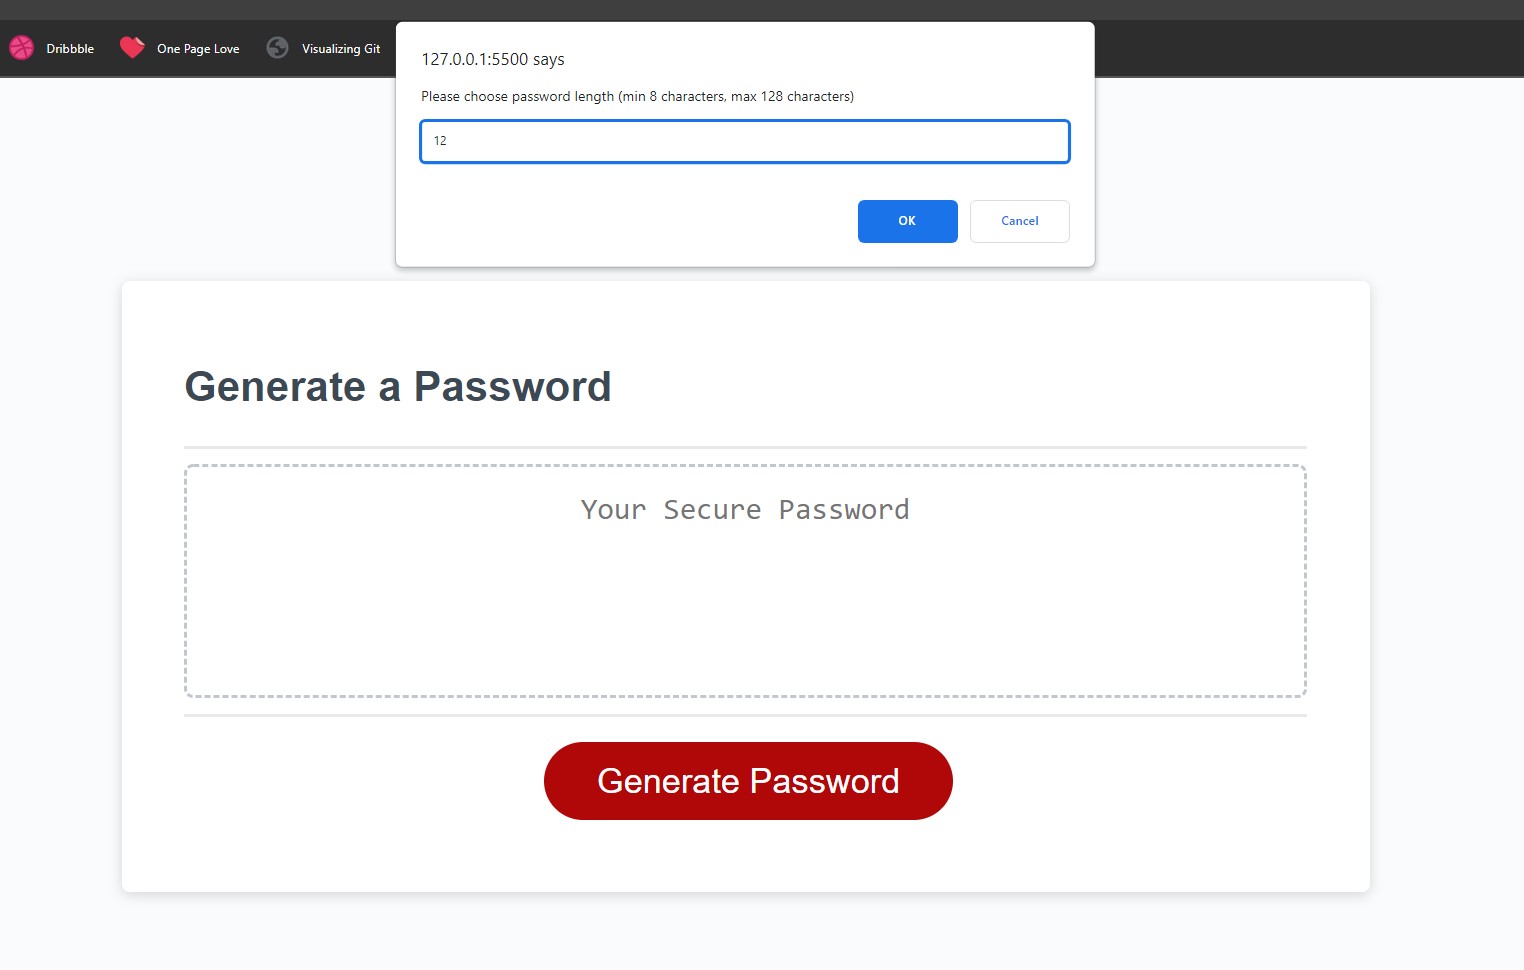 Dribbble
One Page Love
Visualizing Git
127.0.0.1:5500 says
Please choose password length (min 8 characters, max 128 characters)
12
OK
Cancel
Generate a Password
Your Secure Password
Generate Password